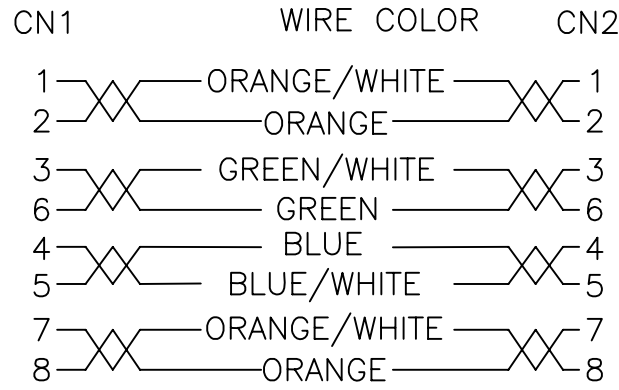 CN1 WIRE COLOR CN2
1 ORANGE/WHITE 1
2 ORANGE 2
3 GREEN/WHITE 3
6 GREEN 6
4 BLUE 4
5 BLUE/WHITE 5
7 ORANGE/WHITE 7
8 ORANGE 8